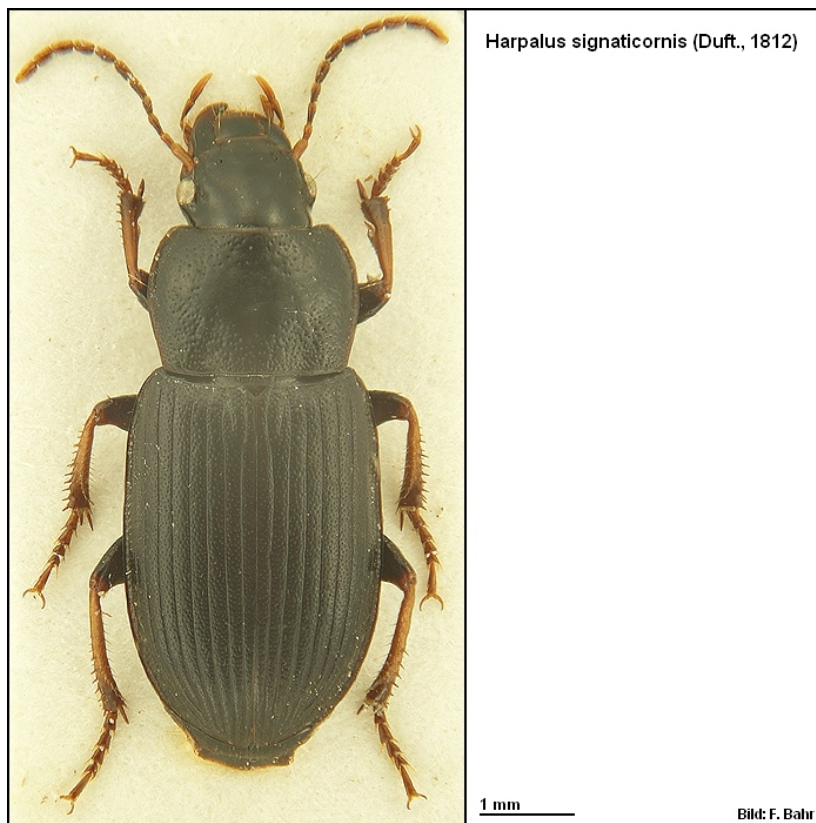 Harpalus signaticornis (Duft., 1812)
1 mm
Bild: F. Bahr